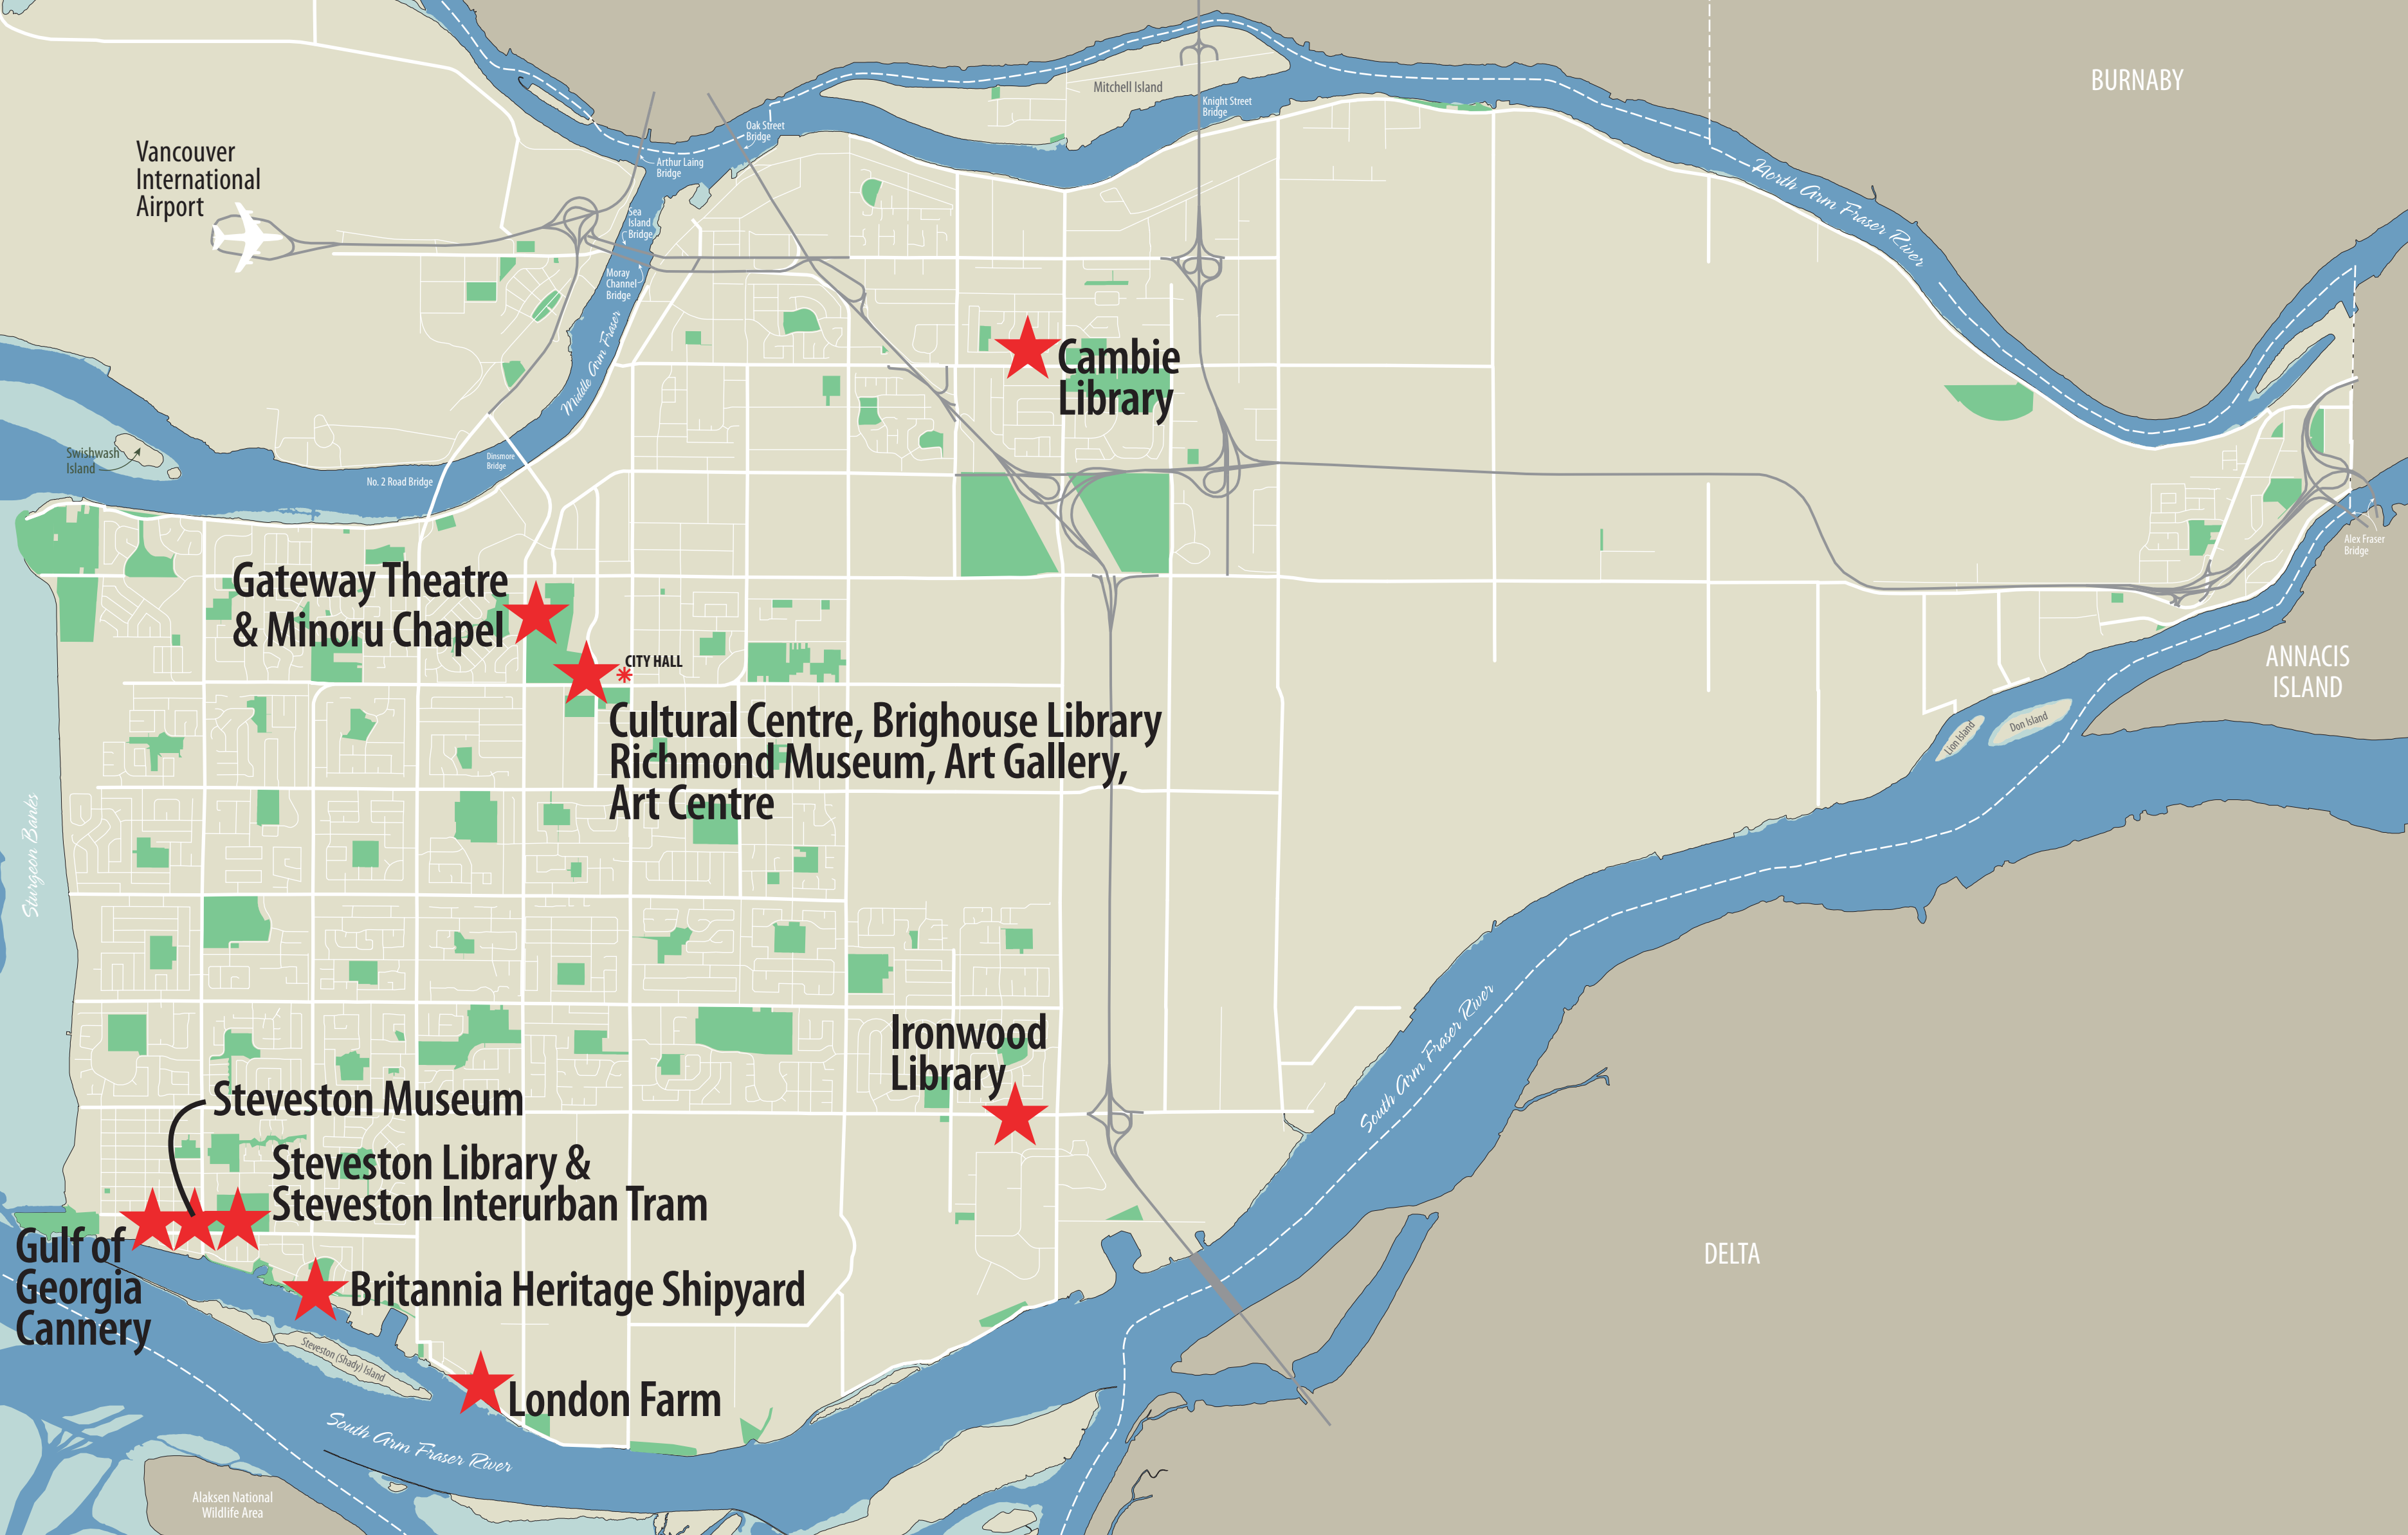 BURNABY
Mitchell Island
Knight Street
Bridge
Oak Street
Bridge
Vancouver
International
Airport
Arthur Laing
Bridge
North Arm Fraser River
Sea
Island
Bridge
Moray
Channel
Bridge
Middle Arm Fraser
Cambie
Library
Swishwash
Island
Dinsmore
Bridge
No. 2 Road Bridge
Alex Fraser
Bridge
Gateway Theatre
& Minoru Chapel
CITY HALL
ANNACIS
ISLAND
Cultural Centre, Brighouse Library
Richmond Museum, Art Gallery,
Art Centre
Lion Island
Don Island
Sturgeon Banks
Ironwood
Library
South Arm Fraser River
Steveston Museum
Steveston Library &
Steveston Interurban Tram
Gulf of
Georgia
Cannery
DELTA
Britannia Heritage Shipyard
Steveston (Shady) Island
London Farm
South Arm Fraser River
Alaksen National
Wildlife Area